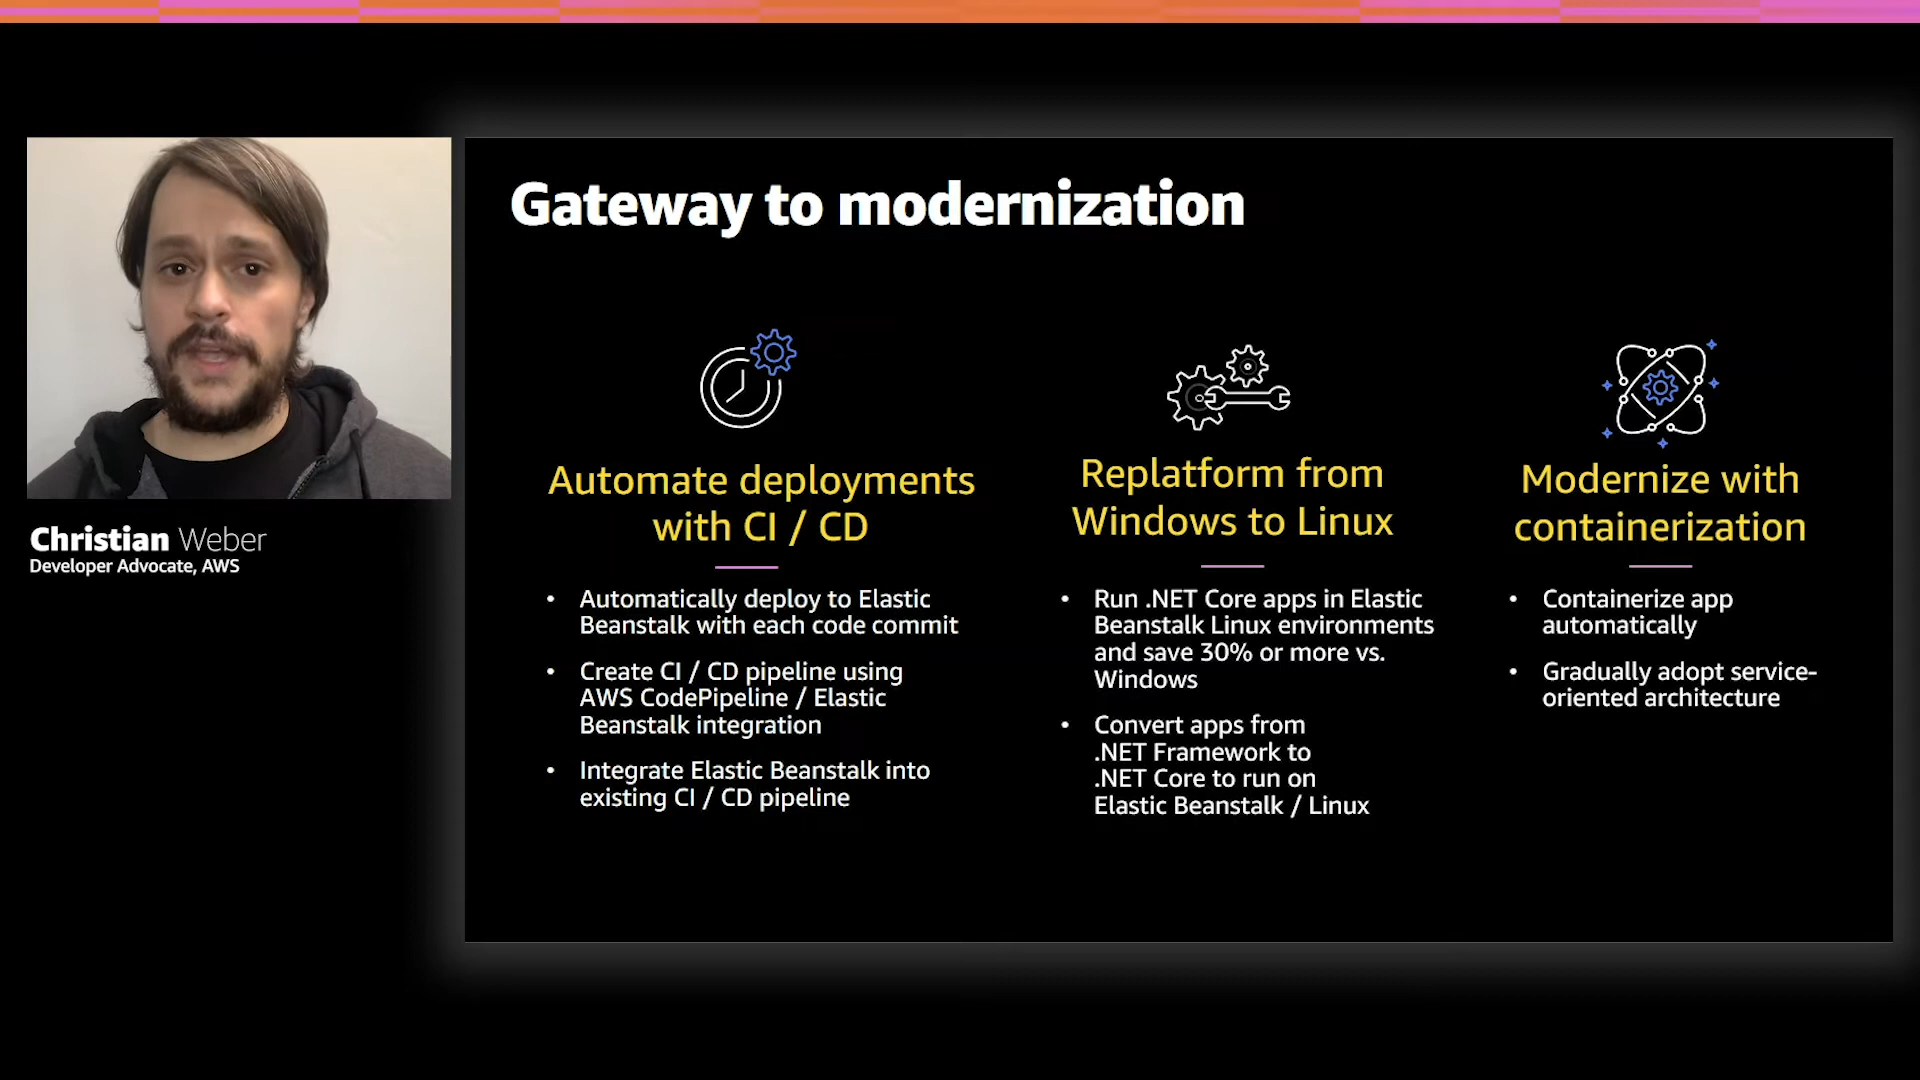 Gateway to modernization
Christian Weber
Developer Advocate, AWS
Automate deployments
with CI / CD
• Automatically deploy to Elastic
Beanstalk with each code commit
• Create CI / CD pipeline using
AWS CodePipeline / Elastic
Beanstalk integration
• Integrate Elastic Beanstalk into
existing CI / CD pipeline
Replatform from
Windows to Linux
• Run .NET Core apps in Elastic
Beanstalk Linux environments
and save 30% or more vs.
Windows
• Convert apps from
.NET Framework to
.NET Core to run on
Elastic Beanstalk / Linux
Modernize with
containerization
• Containerize app
automatically
• Gradually adopt service-
oriented architecture